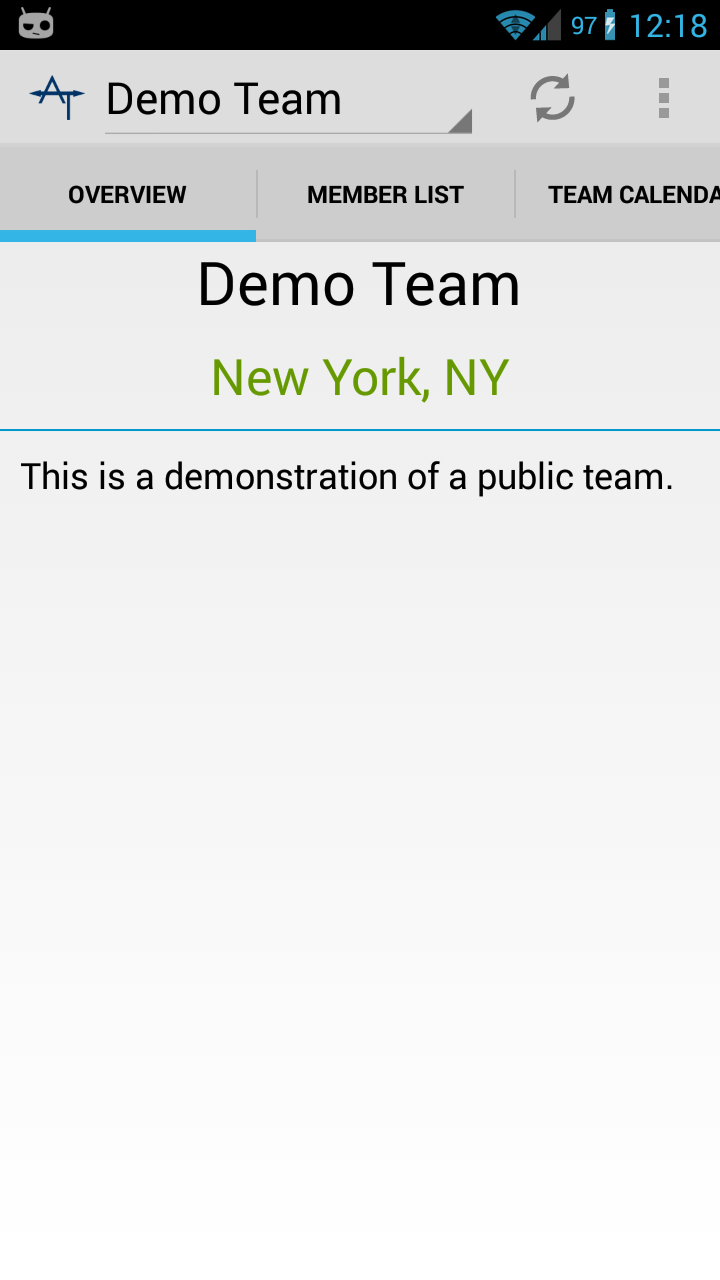 97 12:18
Demo Team
OVERVIEW MEMBER LIST TEAM CALENDA
Demo Team
New York, NY
This is a demonstration of a public team.